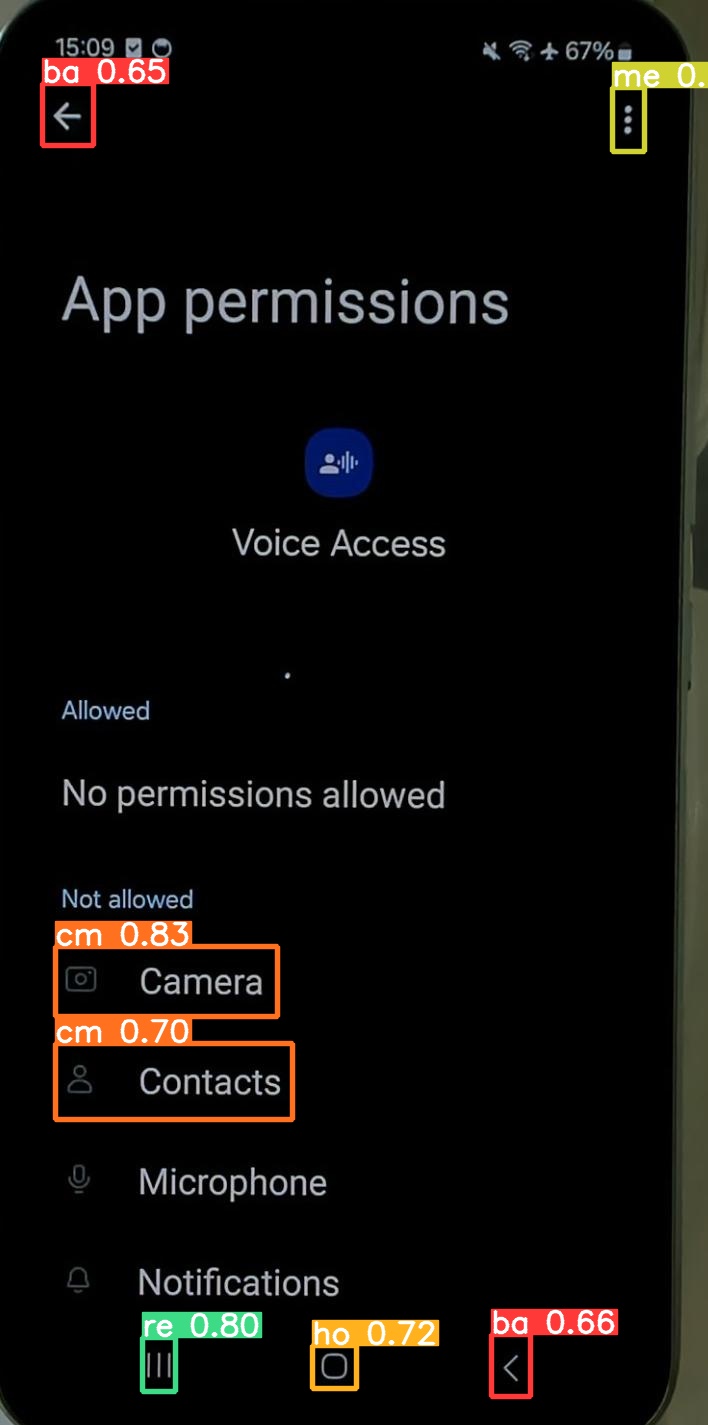 15:09 67%
ba 0.65
me 0.
App permissions
Voice Access
Allowed
No permissions allowed
Not allowed
cm 0.83
Camera
cm 0.70
Contacts
Microphone
Notifications
re 0.80
ho 0.72
ba 0.66